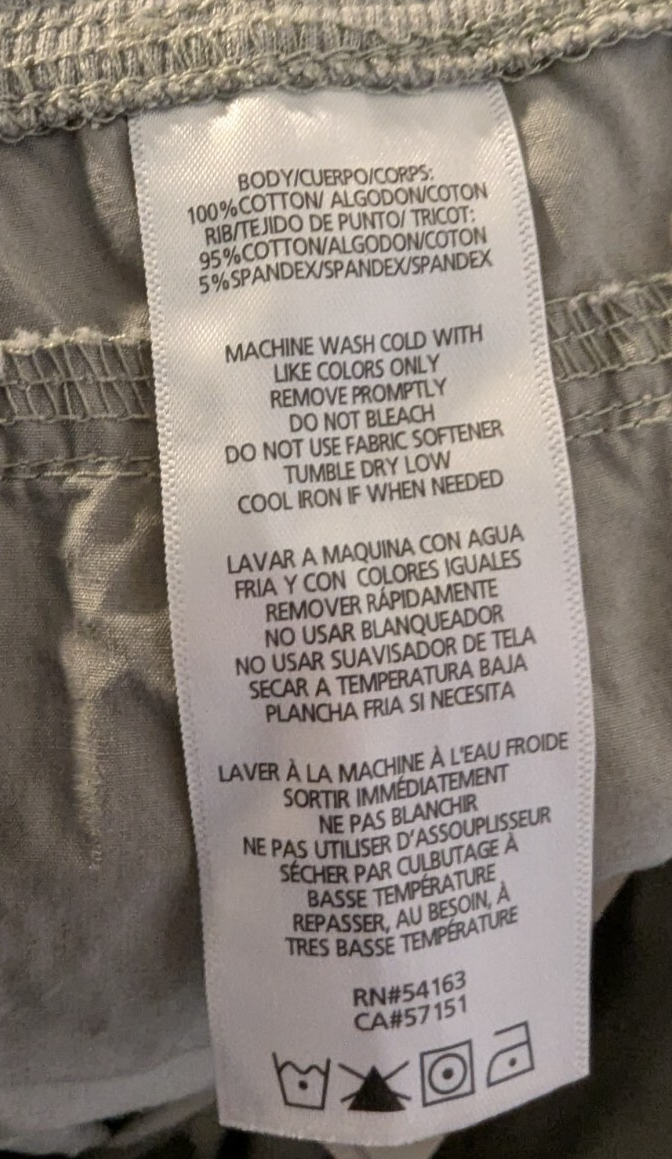 BODY/CUERPO/CORPS:
100%COTTON/ ALGODON/COTON
RIB/TEJIDO DE PUNTO/ TRICOT:
95%COTTON/ALGODON/COTON
5%SPANDEX/SPANDEX/SPANDEX
MACHINE WASH COLD WITH
LIKE COLORS ONLY
REMOVE PROMPTLY
DO NOT BLEACH
DO NOT USE FABRIC SOFTENER
TUMBLE DRY LOW
COOL IRON IF WHEN NEEDED
LAVAR A MAQUINA CON AGUA
FRIA Y CON COLORES IGUALES
REMOVER RÁPIDAMENTE
NO USAR BLANQUEADOR
NO USAR SUAVISADOR DE TELA
SECAR A TEMPERATURA BAJA
PLANCHA FRIA SI NECESITA
LAVER À LA MACHINE À L'EAU FROIDE
SORTIR IMMÉDIATEMENT
NE PAS BLANCHIR
NE PAS UTILISER D'ASSOUPLISSEUR
SÉCHER PAR CULBUTAGE À
BASSE TEMPÉRATURE
REPASSER, AU BESOIN, À
TRES BASSE TEMPÉRATURE
RN#54163
CA#57151